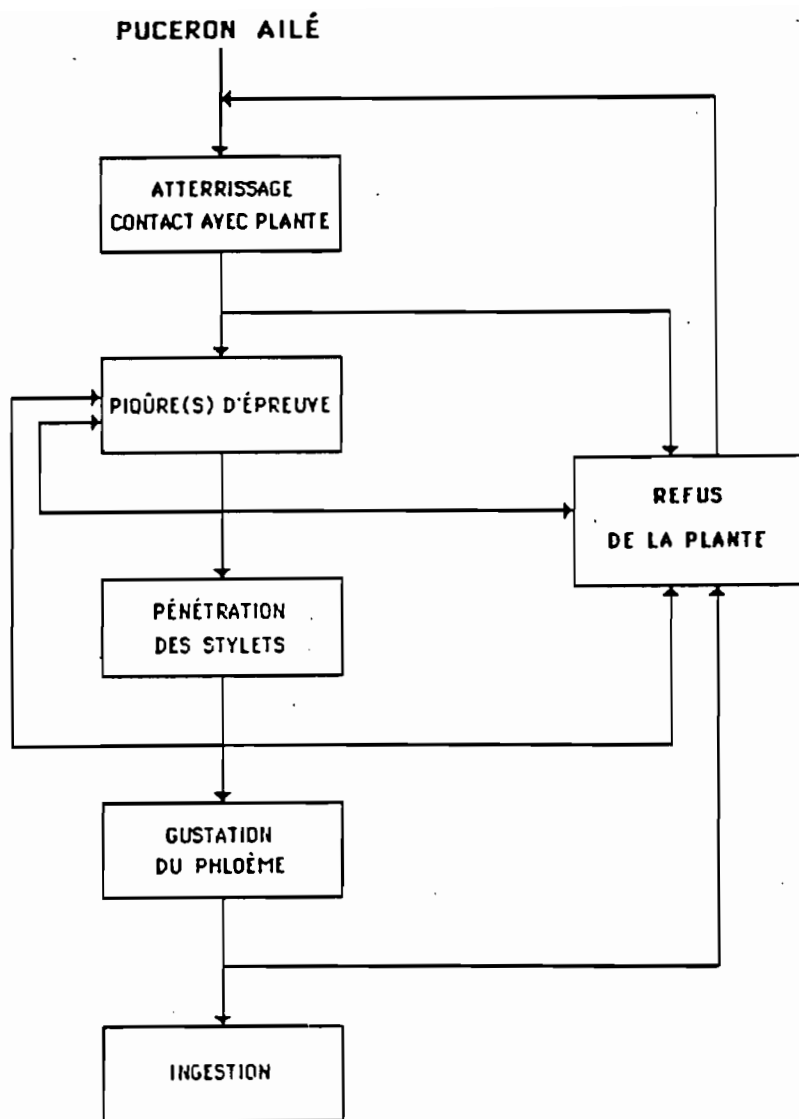 PUCERON AILÉ
ATTERRISSAGE
CONTACT AVEC PLANTE
PIQÛRE(S) D'ÉPREUVE
REFUS
DE LA PLANTE
PÉNÉTRATION
DES STYLETS
GUSTATION
DU PHLOÈME
INGESTION